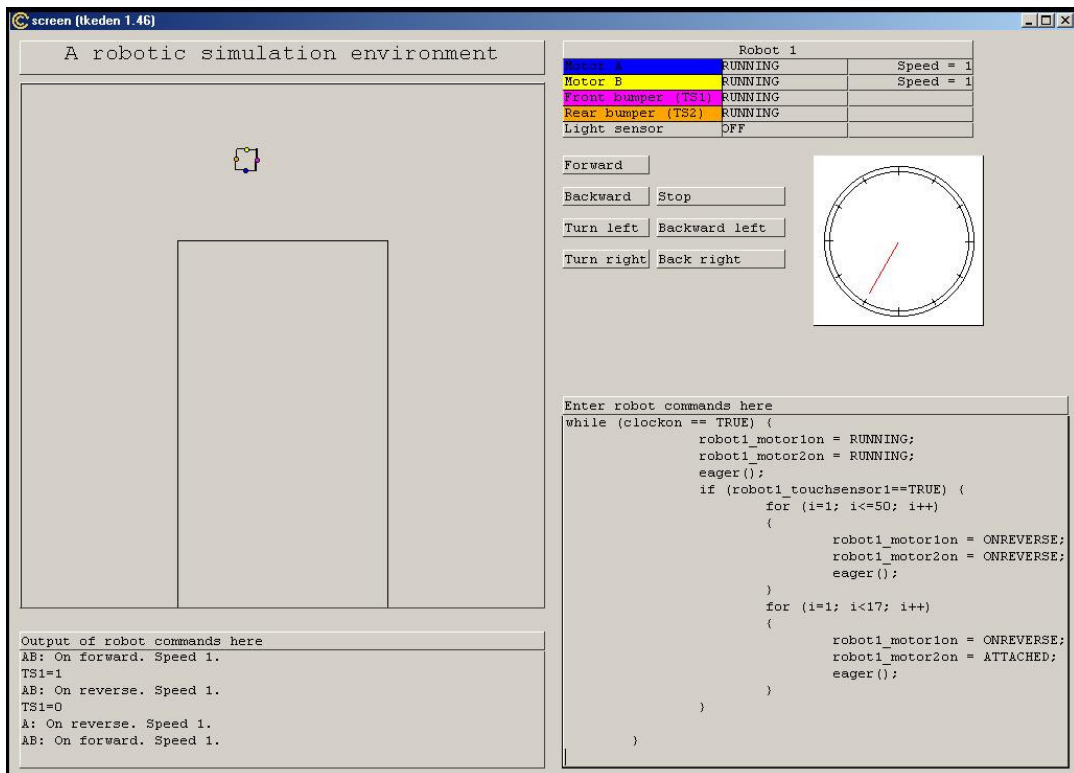 screen (tkeden 1.46)
A robotic simulation environment
Robot 1
Motor A RUNNING Speed = 1
Motor B RUNNING Speed = 1
Front bumper (TS1) RUNNING
Rear bumper (TS2) RUNNING
Light sensor OFF
Forward
Backward Stop
Turn left Backward left
Turn right Back right
Enter robot commands here
while (clockon == TRUE) {
robot1_motor1on = RUNNING;
robot1_motor2on = RUNNING;
eager();
if (robot1_touchsensor1==TRUE) {
for (i=1; i<=50; i++)
{
robot1_motor1on = ONREVERSE;
robot1_motor2on = ONREVERSE;
eager();
}
for (i=1; i<17; i++)
{
robot1_motor1on = ONREVERSE;
robot1_motor2on = ATTACHED;
eager();
}
}
}
Output of robot commands here
AB: On forward. Speed 1.
TS1=1
AB: On reverse. Speed 1.
TS1=0
A: On reverse. Speed 1.
AB: On forward. Speed 1.